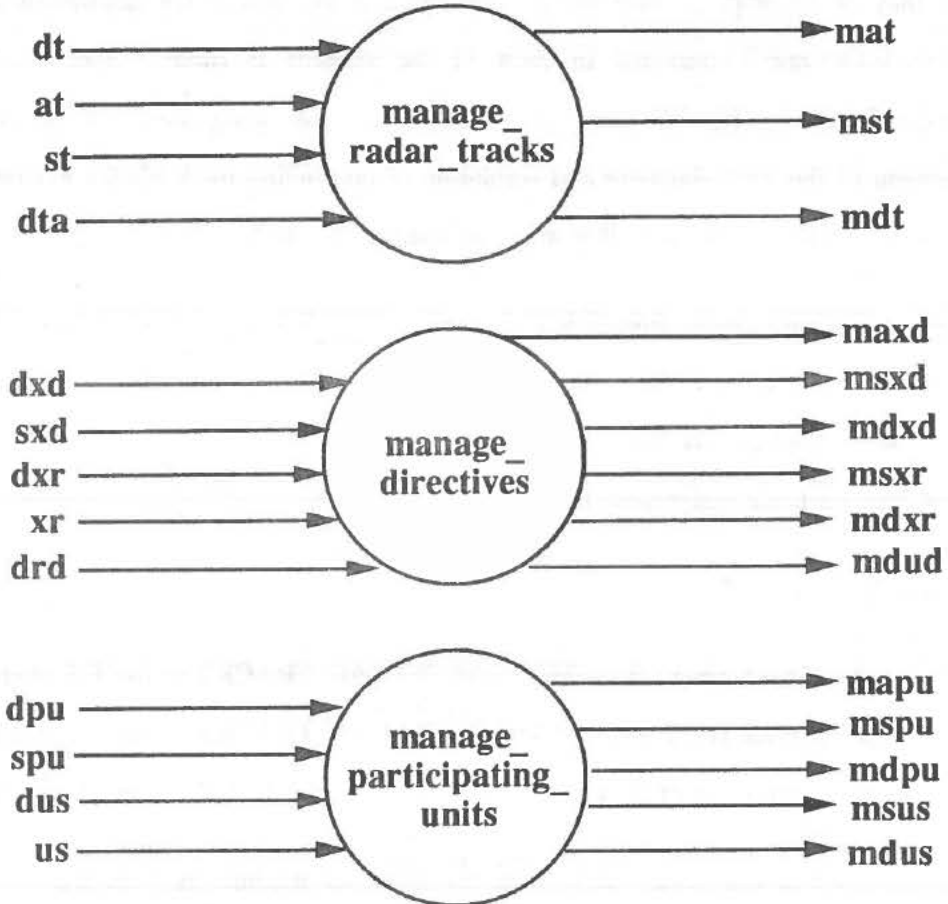 dt
at
st
dta
manage_
radar_tracks
mat
mst
mdt
dxd
sxd
dxr
xr
drd
manage_
directives
maxd
msxd
mdxd
msxr
mdxr
mdud
dpu
spu
dus
us
manage_
participating_
units
mapu
mspu
mdpu
msus
mdus